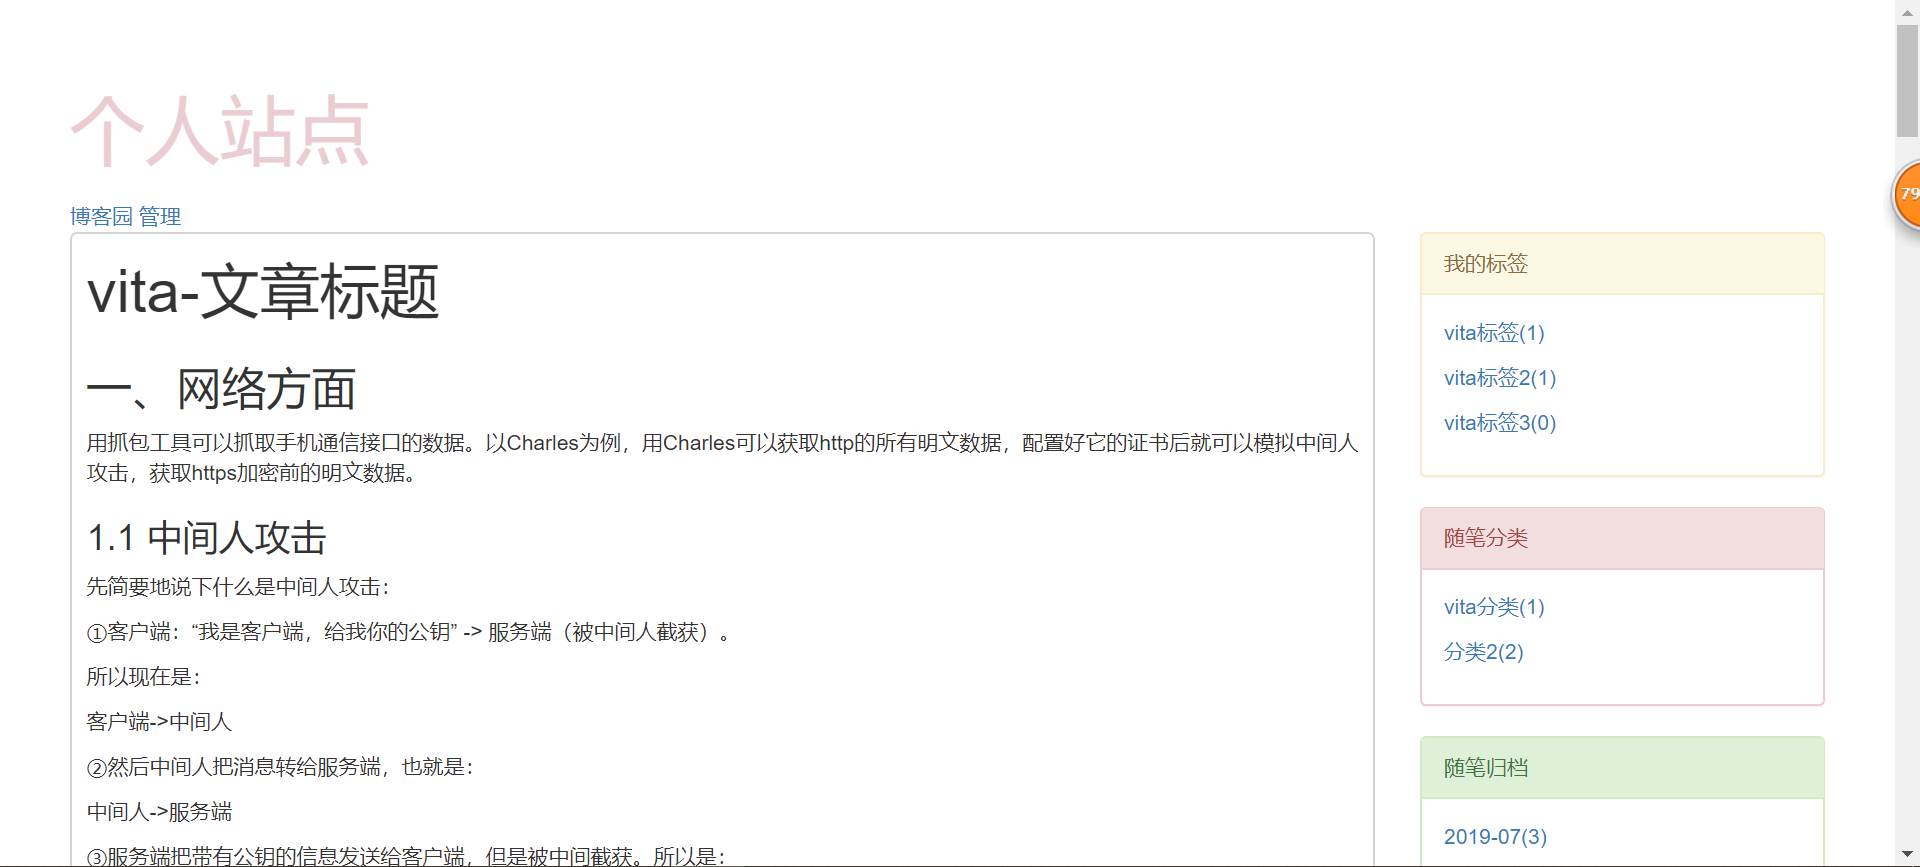 个人站点
博客园 管理
vita-文章标题
一、网络方面
用抓包工具可以抓取手机通信接口的数据。以Charles为例，用Charles可以获取http的所有明文数据，配置好它的证书后就可以模拟中间人
攻击，获取https加密前的明文数据。
1.1 中间人攻击
先简要地说下什么是中间人攻击：
①客户端：“我是客户端，给我你的公钥” -> 服务端（被中间人截获）。
所以现在是：
客户端->中间人
②然后中间人把消息转给服务端，也就是：
中间人->服务端
③服务端把带有公钥的信息发送给客户端，但是被中间截获。所以是：
我的标签
vita标签(1)
vita标签2(1)
vita标签3(0)
随笔分类
vita分类(1)
分类2(2)
随笔归档
2019-07(3)
79